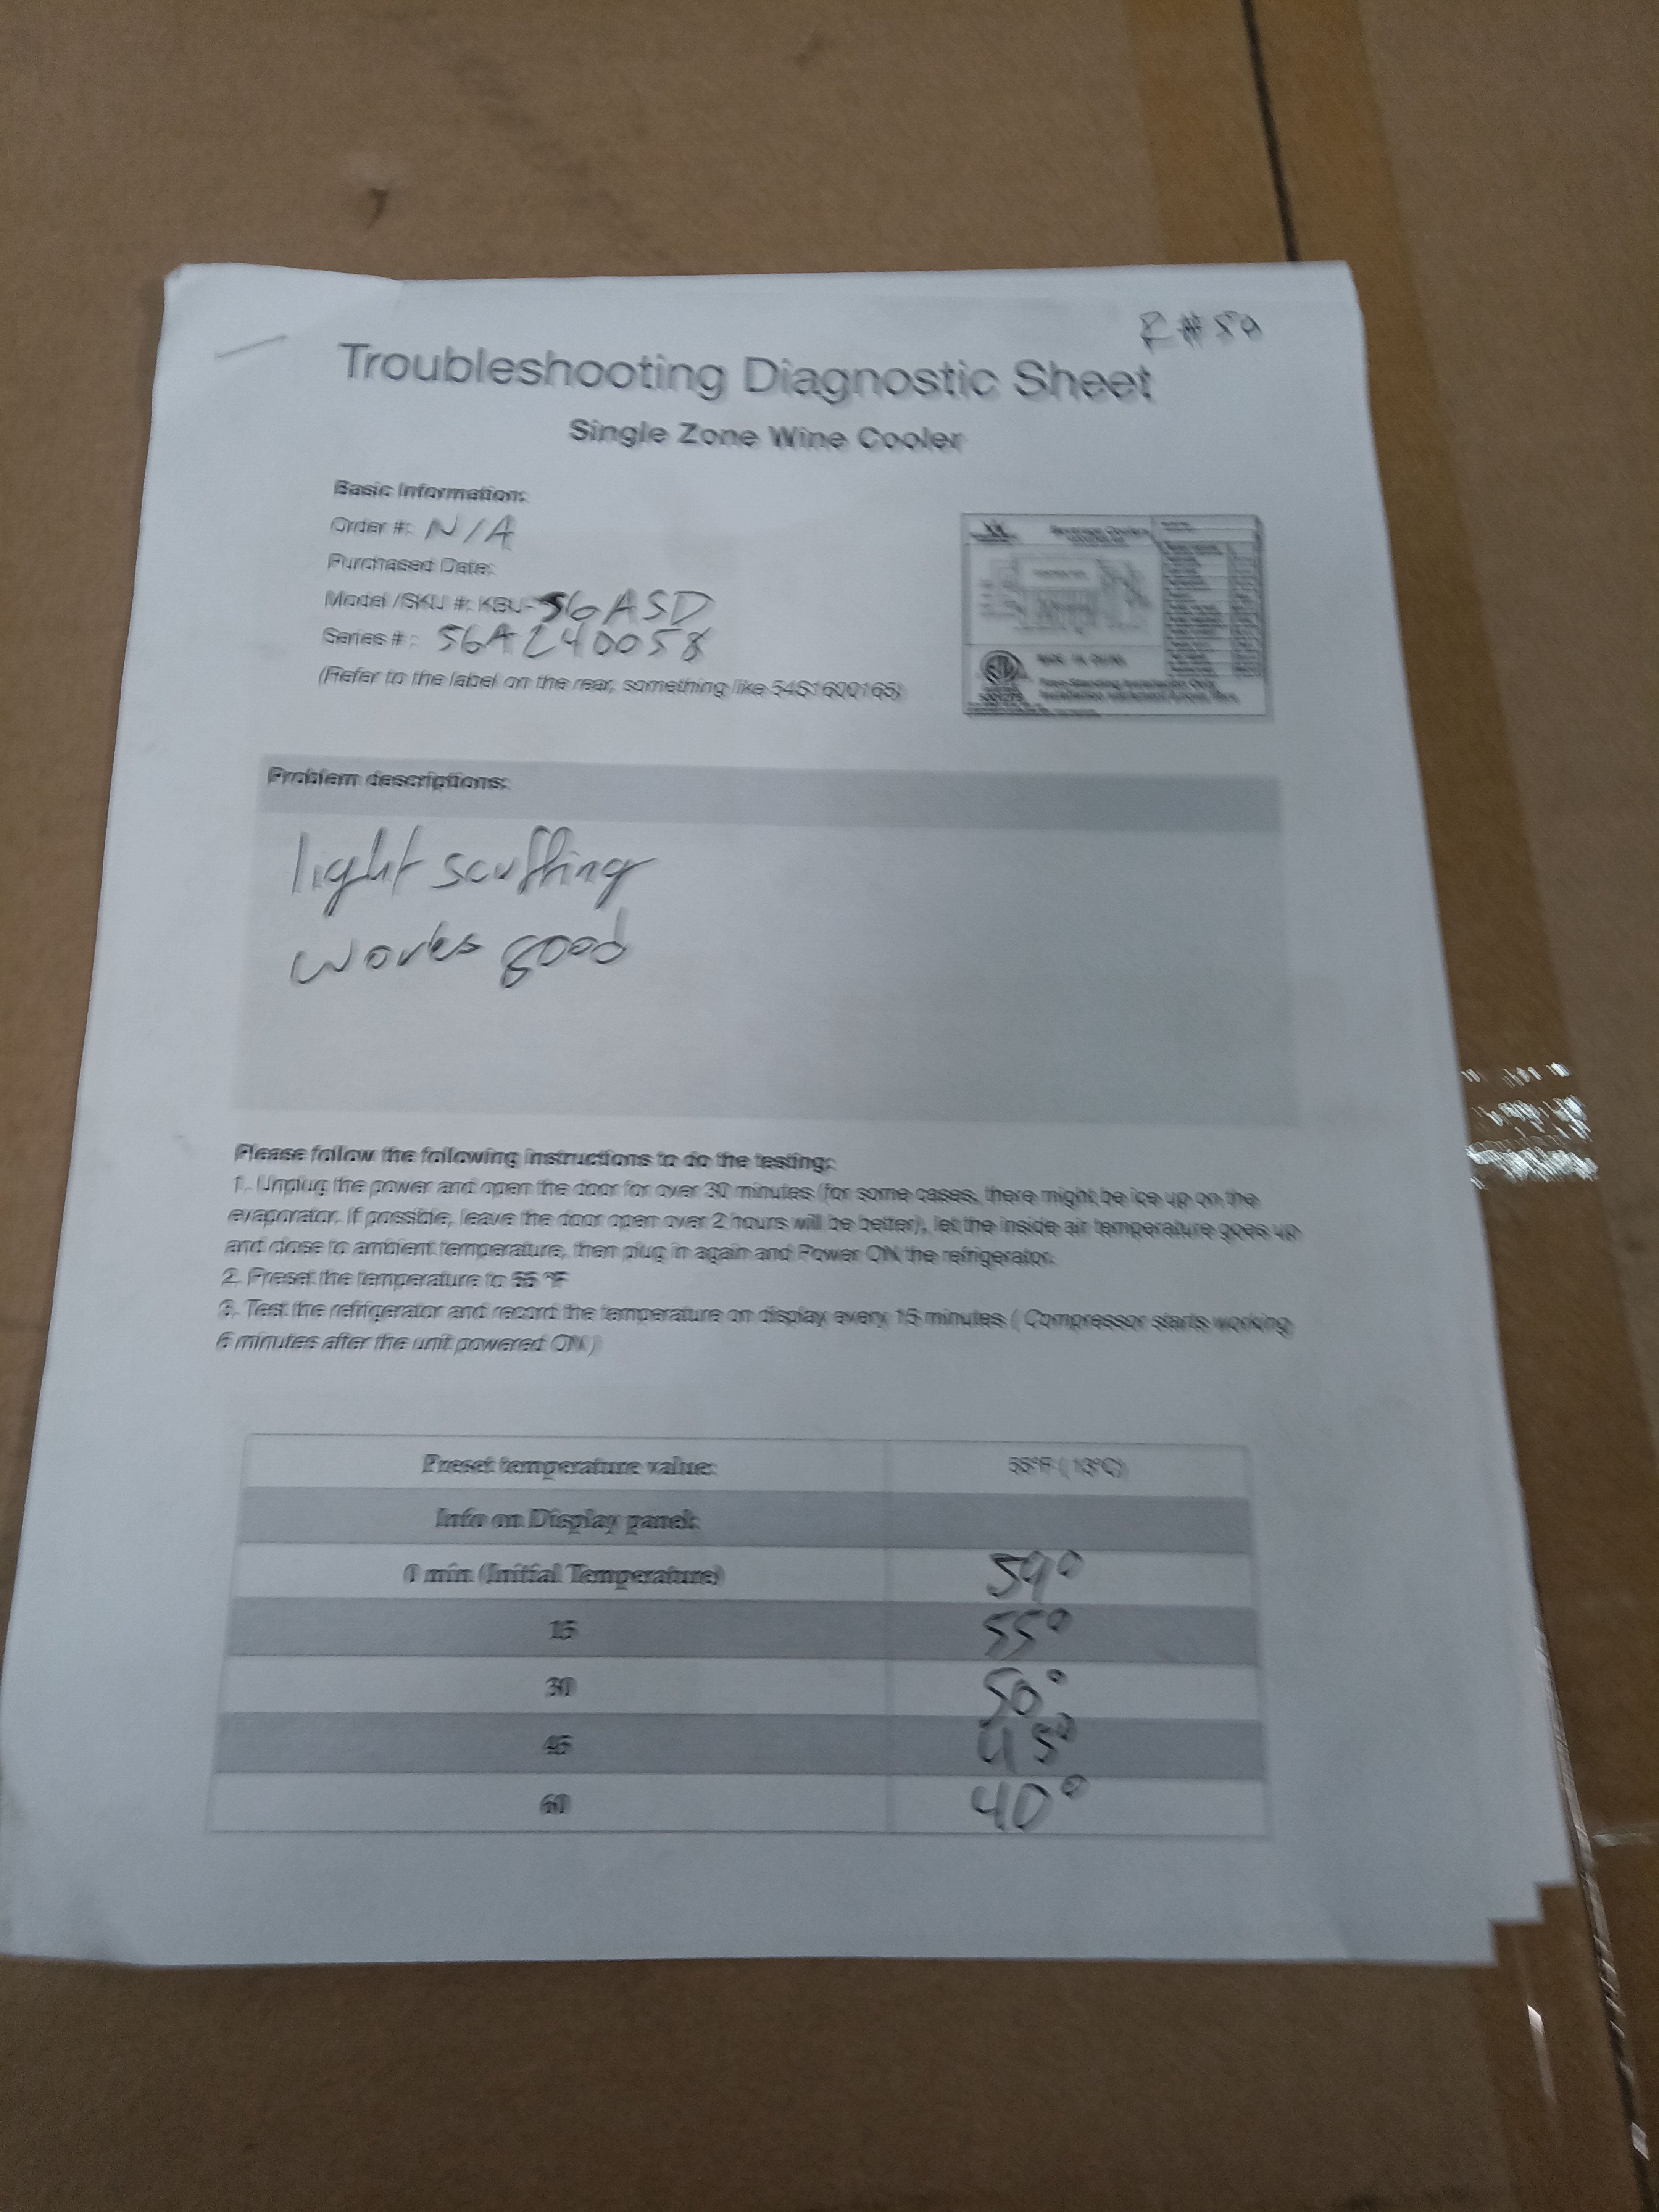 R#50
Troubleshooting Diagnostic Sheet
Single Zone Wine Cooler
Basic Information:
Order #: N/A
Purchased Date:
Model /SKU #: KBU-56ASD
Series # : 56A240058
(Refer to the label on the rear, something like 54S1600165)
Problem descriptions:
light scuffing
works good
Please follow the following instructions to do the testing:
1. Unplug the power and open the door for over 30 minutes (for some cases, there might be ice up on the
evaporator. If possible, leave the door open over 2 hours will be better), let the inside air temperature goes up
and close to ambient temperature, then plug in again and Power ON the refrigerator.
2. Preset the temperature to 55 °F
3. Test the refrigerator and record the temperature on display every 15 minutes ( Compressor starts working
6 minutes after the unit powered ON )
Preset temperature value: 55°F ( 13°C)
Info on Display panel:
0 min (Initial Temperature) 59°
15 55°
30 50°
45 45°
60 40°